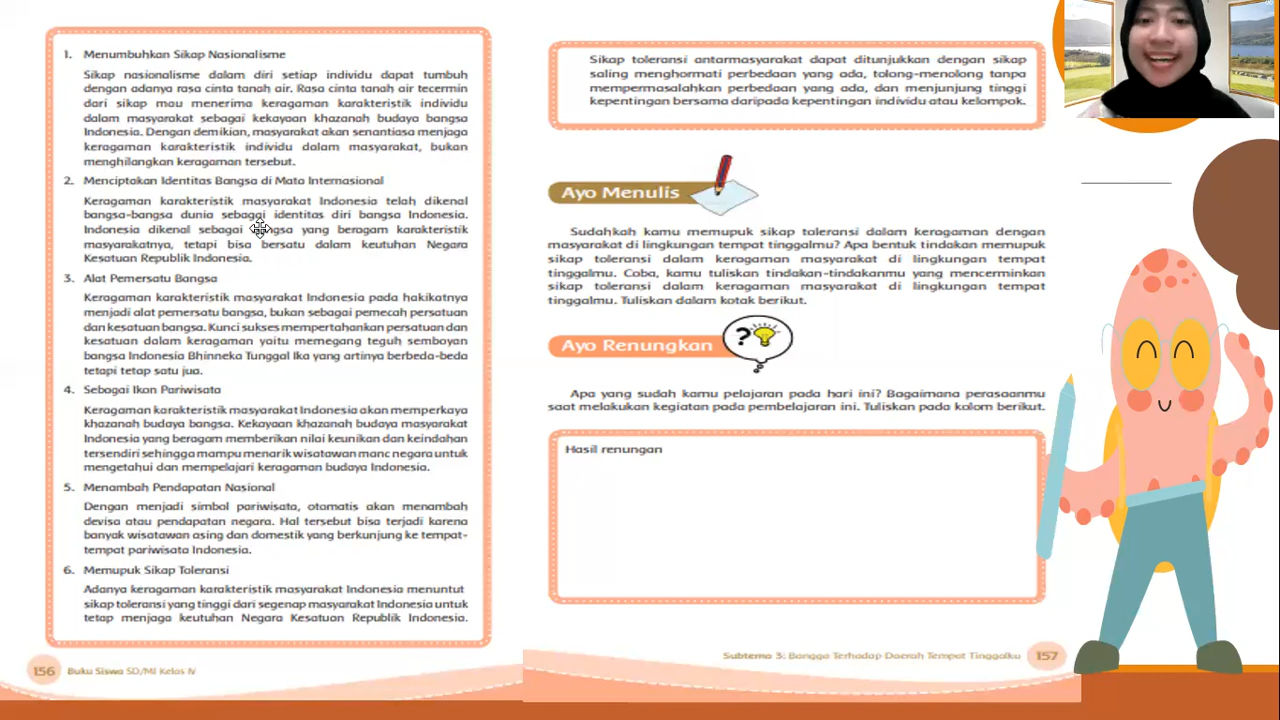 1. Menumbuhkan Sikap Nasionalisme
Sikap nasionalisme dalam diri setiap individu dapat tumbuh
dengan adanya rasa cinta tanah air. Rasa cinta tanah air tecermin
dari sikap mau menerima keragaman karakteristik individu
dalam masyarakat sebagai kekayaan khazanah budaya bangsa
Indonesia. Dengan demikian, masyarakat akan senantiasa menjaga
keragaman karakteristik individu dalam masyarakat, bukan
menghilangkan keragaman tersebut.
2. Menciptakan Identitas Bangsa di Mata Internasional
Keragaman karakteristik masyarakat Indonesia telah dikenal
bangsa-bangsa dunia sebagai identitas diri bangsa Indonesia.
Indonesia dikenal sebagai bangsa yang beragam karakteristik
masyarakatnya, tetapi bisa bersatu dalam keutuhan Negara
Kesatuan Republik Indonesia.
3. Alat Pemersatu Bangsa
Keragaman karakteristik masyarakat Indonesia pada hakikatnya
menjadi alat pemersatu bangsa, bukan sebagai pemecah persatuan
dan kesatuan bangsa. Kunci sukses mempertahankan persatuan dan
kesatuan dalam keragaman yaitu memegang teguh semboyan
bangsa Indonesia Bhinneka Tunggal Ika yang artinya berbeda-beda
tetapi tetap satu jua.
4. Sebagai Ikon Pariwisata
Keragaman karakteristik masyarakat Indonesia akan memperkaya
khazanah budaya bangsa. Kekayaan khazanah budaya masyarakat
Indonesia yang beragam memberikan nilai keunikan dan keindahan
tersendiri sehingga mampu menarik wisatawan manc negara untuk
mengetahui dan mempelajari keragaman budaya Indonesia.
5. Menambah Pendapatan Nasional
Dengan menjadi simbol pariwisata, otomatis akan menambah
devisa atau pendapatan negara. Hal tersebut bisa terjadi karena
banyak wisatawan asing dan domestik yang berkunjung ke tempat-
tempat pariwisata Indonesia.
6. Memupuk Sikap Toleransi
Adanya keragaman karakteristik masyarakat Indonesia menuntut
sikap toleransi yang tinggi dari segenap masyarakat Indonesia untuk
tetap menjaga keutuhan Negara Kesatuan Republik Indonesia.
156 Buku Siswa SD/MI Kelas IV
Sikap toleransi antarmasyarakat dapat ditunjukkan dengan sikap
saling menghormati perbedaan yang ada, tolong-menolong tanpa
mempermasalahkan perbedaan yang ada, dan menjunjung tinggi
kepentingan bersama daripada kepentingan individu atau kelompok.
Ayo Menulis
Sudahkah kamu memupuk sikap toleransi dalam keragaman dengan
masyarakat di lingkungan tempat tinggalmu? Apa bentuk tindakan memupuk
sikap toleransi dalam keragaman masyarakat di lingkungan tempat
tinggalmu. Coba, kamu tuliskan tindakan-tindakanmu yang mencerminkan
sikap toleransi dalam keragaman masyarakat di lingkungan tempat
tinggalmu. Tuliskan dalam kotak berikut.
Ayo Renungkan
Apa yang sudah kamu pelajaran pada hari ini? Bagaimana perasaanmu
saat melakukan kegiatan pada pembelajaran ini. Tuliskan pada kolom berikut.
Hasil renungan
Subtema 3: Bangga Terhadap Daerah Tempat Tinggalku 157